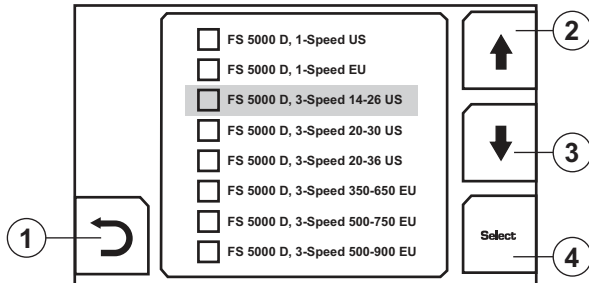 FS 5000 D, 1-Speed US
FS 5000 D, 1-Speed EU
FS 5000 D, 3-Speed 14-26 US
FS 5000 D, 3-Speed 20-30 US
FS 5000 D, 3-Speed 20-36 US
FS 5000 D, 3-Speed 350-650 EU
FS 5000 D, 3-Speed 500-750 EU
FS 5000 D, 3-Speed 500-900 EU
2
3
Select
1
4